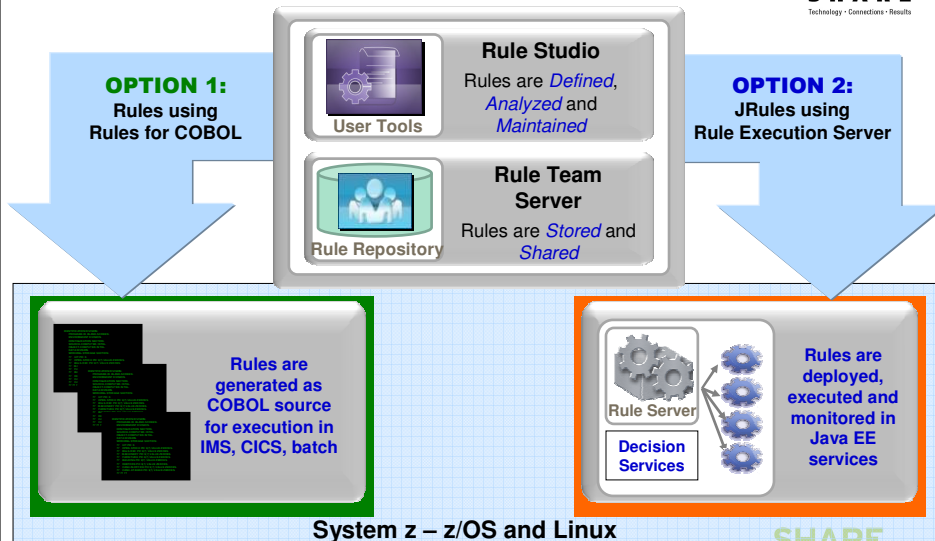 Technology · Connections · Results
OPTION 1:
Rules using
Rules for COBOL
User Tools
Rule Studio
Rules are Defined,
Analyzed and
Maintained
Rule Repository
Rule Team
Server
Rules are Stored and
Shared
OPTION 2:
JRules using
Rule Execution Server
Rules are
generated as
COBOL source
for execution in
IMS, CICS, batch
Rule Server
Decision
Services
Rules are
deployed,
executed and
monitored in
Java EE
services
System z – z/OS and Linux
SHARE